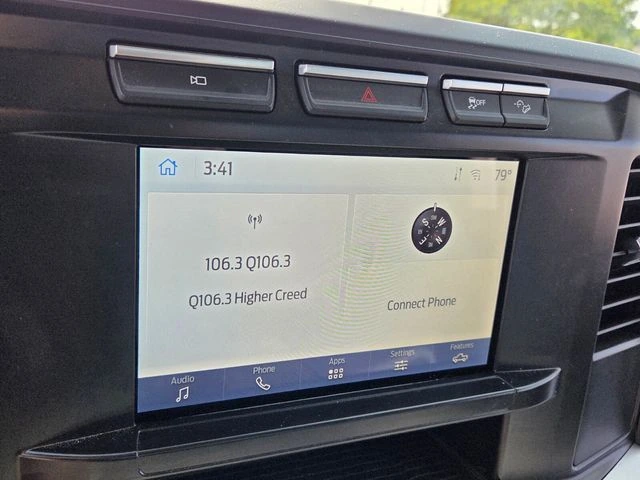 OFF
3:41
79°
106.3 Q106.3
Q106.3 Higher Creed
S W
E N
Connect Phone
Audio
Phone
Apps
Settings
Features